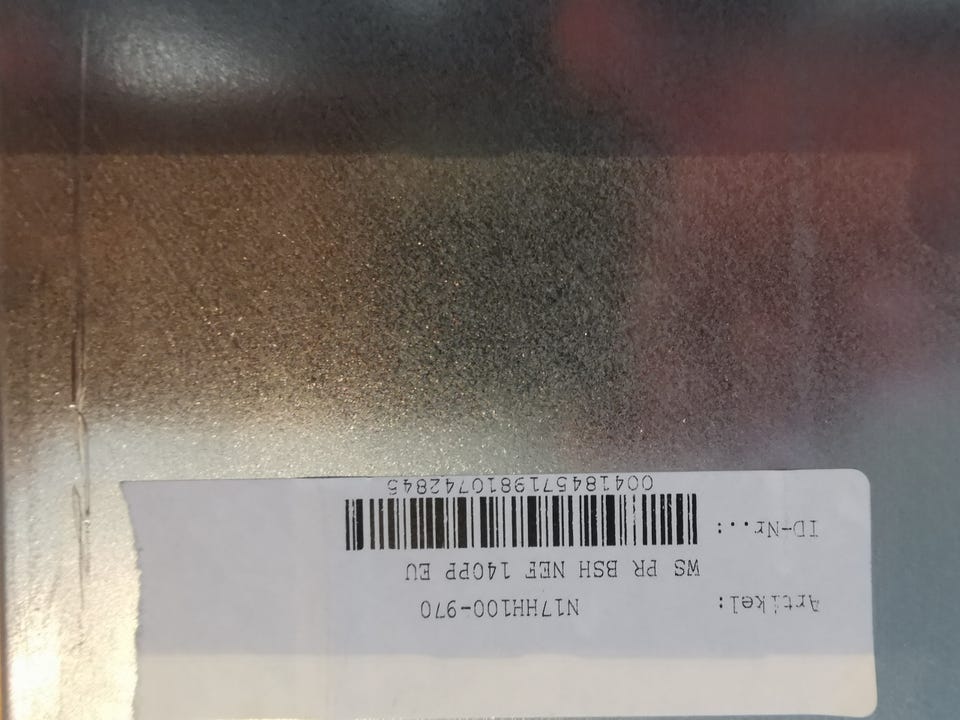 Artikel: N17HH100-970
WS PR BSH NEF 140PP EU
ID-Nr...:
0041845719810742845